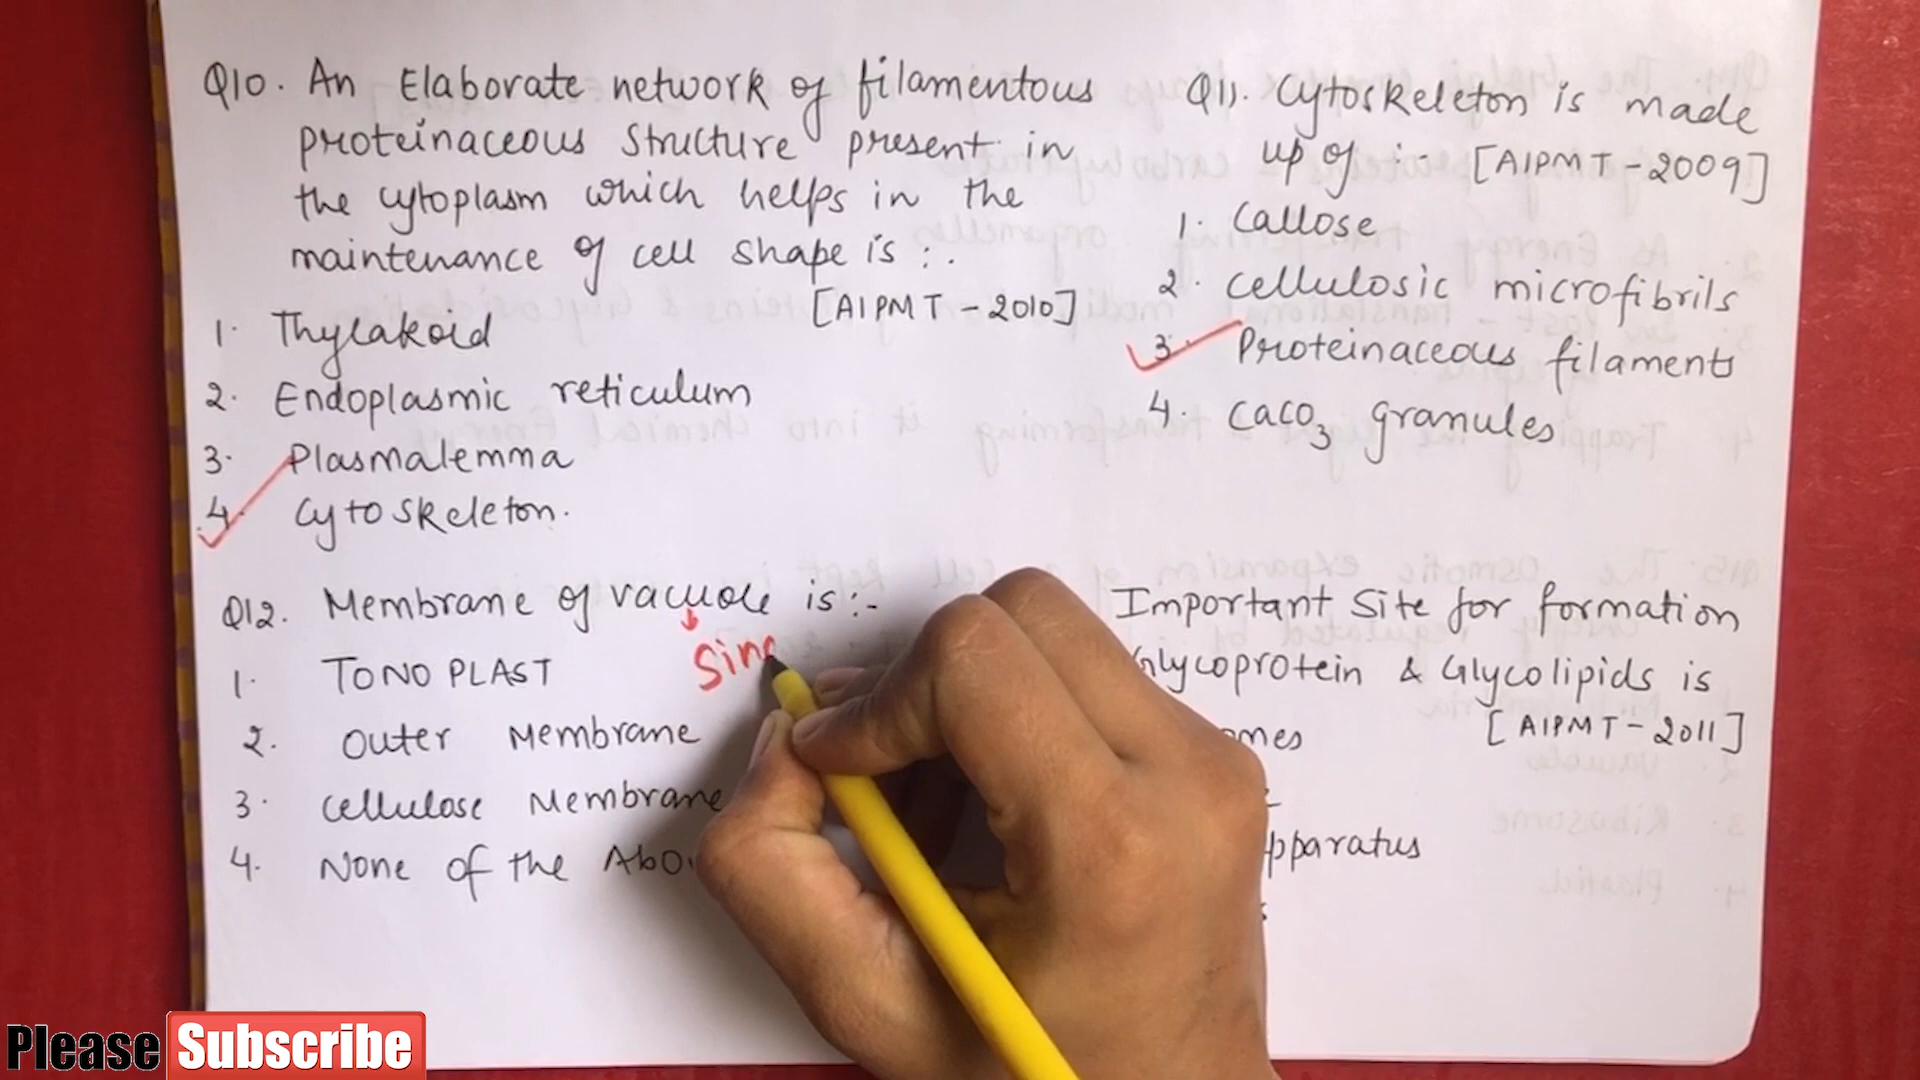 Q10. An Elaborate network of filamentous
proteinaceous structure present in
the cytoplasm which helps in the
maintenance of cell shape is :-
[AIPMT - 2010]
1. Thylakoid
2. Endoplasmic reticulum
3. Plasmalemma
4. Cytoskeleton.
Q11. Cytoskeleton is made
up of :- [AIPMT - 2009]
1. Callose
2. Cellulosic microfibrils
3. Proteinaceous filaments
4. CaCO3 granules
Q12. Membrane of vacuole is :-
Sing
1. TONOPLAST
2. Outer Membrane
3. Cellulose Membrane
4. None of the Abo
Important Site for formation
Glycoprotein & Glycolipids is
[AIPMT - 2011]
omes
pparatus
Please Subscribe